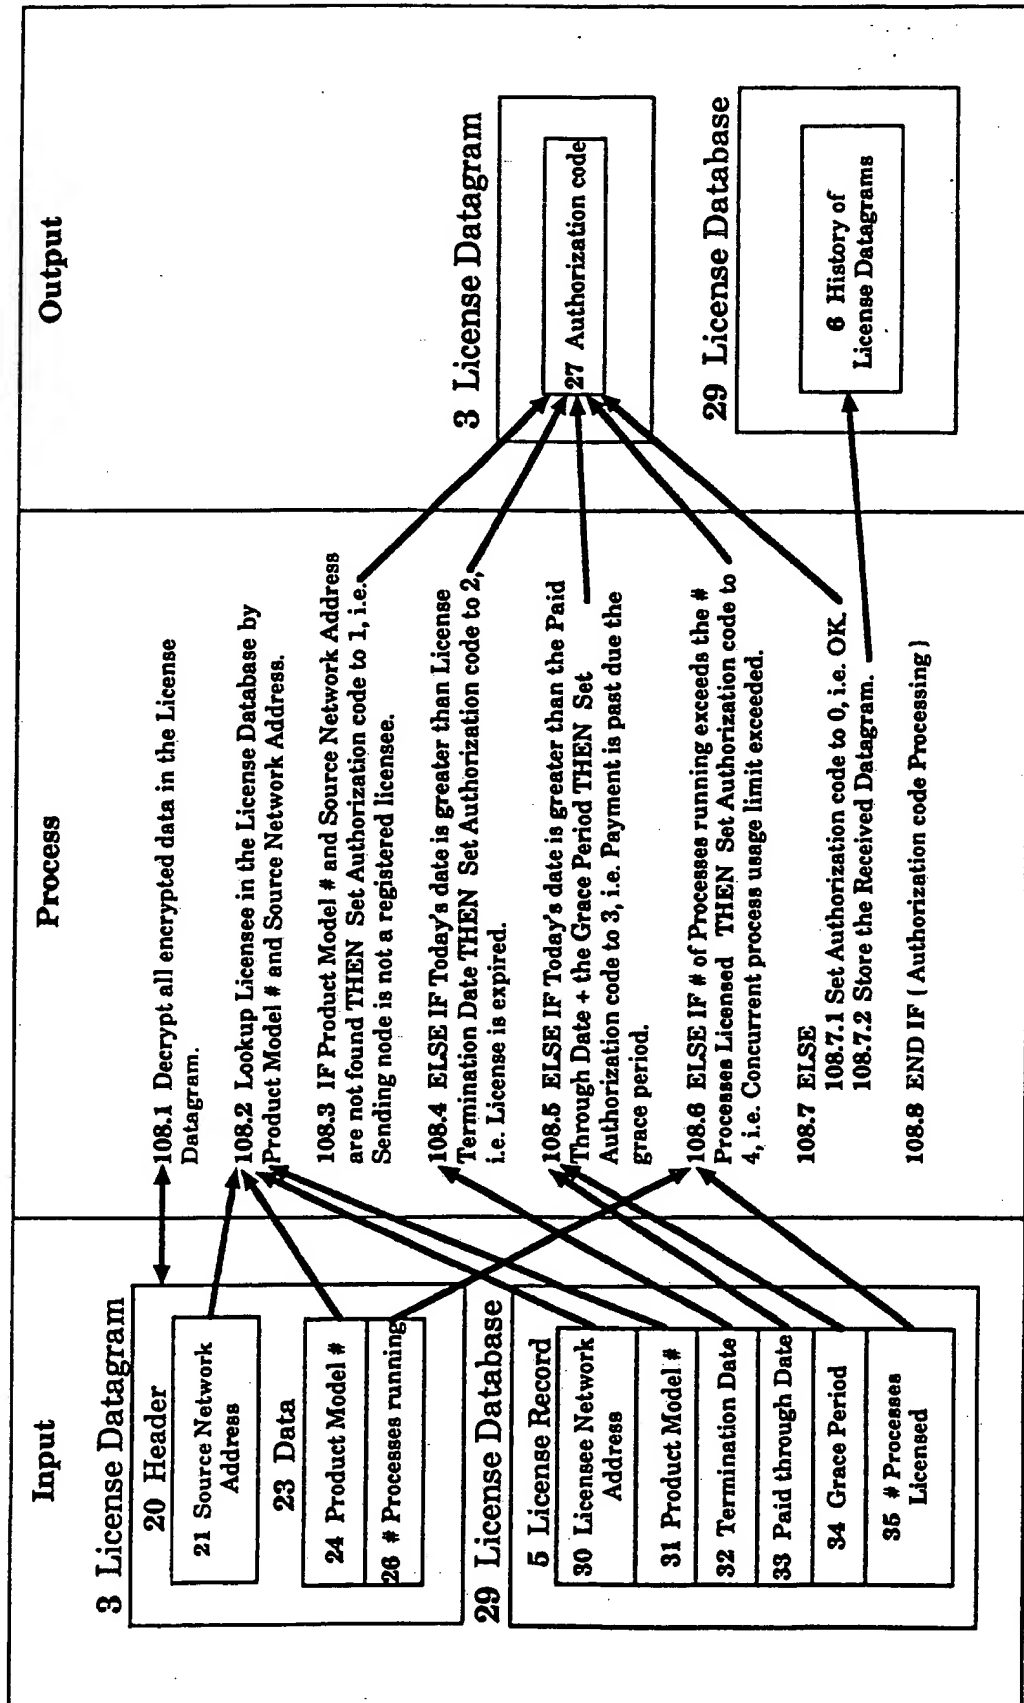 Input
3 License Datagram
20 Header
21 Source Network
Address
23 Data
24 Product Model #
26 # Processes running
29 License Database
5 License Record
30 Licensee Network
Address
31 Product Model #
32 Termination Date
33 Paid through Date
34 Grace Period
35 # Processes
Licensed
Process
108.1 Decrypt all encrypted data in the License
Datagram.
108.2 Lookup Licensee in the License Database by
Product Model # and Source Network Address.
108.3 IF Product Model # and Source Network Address
are not found THEN Set Authorization code to 1, i.e.
Sending node is not a registered licensee.
108.4 ELSE IF Today's date is greater than License
Termination Date THEN Set Authorization code to 2,
i.e. License is expired.
108.5 ELSE IF Today's date is greater than the Paid
Through Date + the Grace Period THEN Set
Authorization code to 3, i.e. Payment is past due the
grace period.
108.6 ELSE IF # of Processes running exceeds the #
Processes Licensed THEN Set Authorization code to
4, i.e. Concurrent process usage limit exceeded.
108.7 ELSE
108.7.1 Set Authorization code to 0, i.e. OK.
108.7.2 Store the Received Datagram.
108.8 END IF ( Authorization code Processing )
Output
3 License Datagram
27 Authorization code
29 License Database
6 History of
License Datagrams